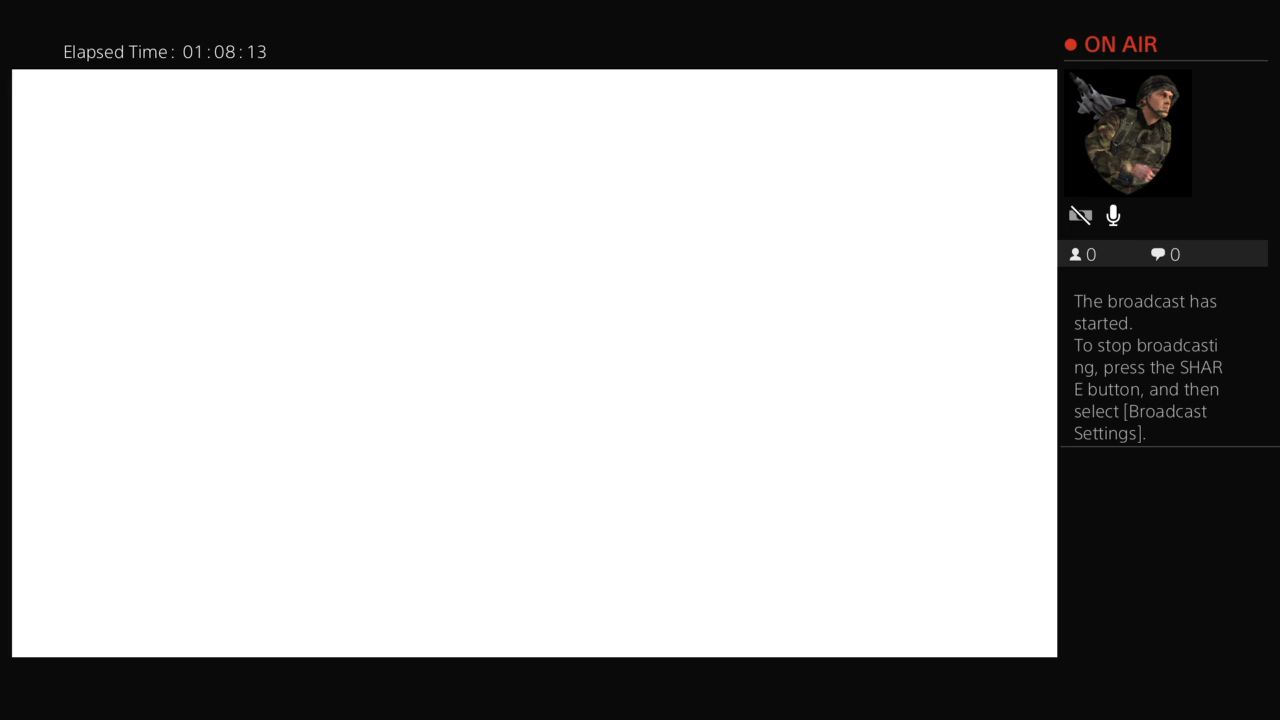 Elapsed Time: 01:08:13
ON AIR
0 0
The broadcast has
started.
To stop broadcasti
ng, press the SHAR
E button, and then
select [Broadcast
Settings].